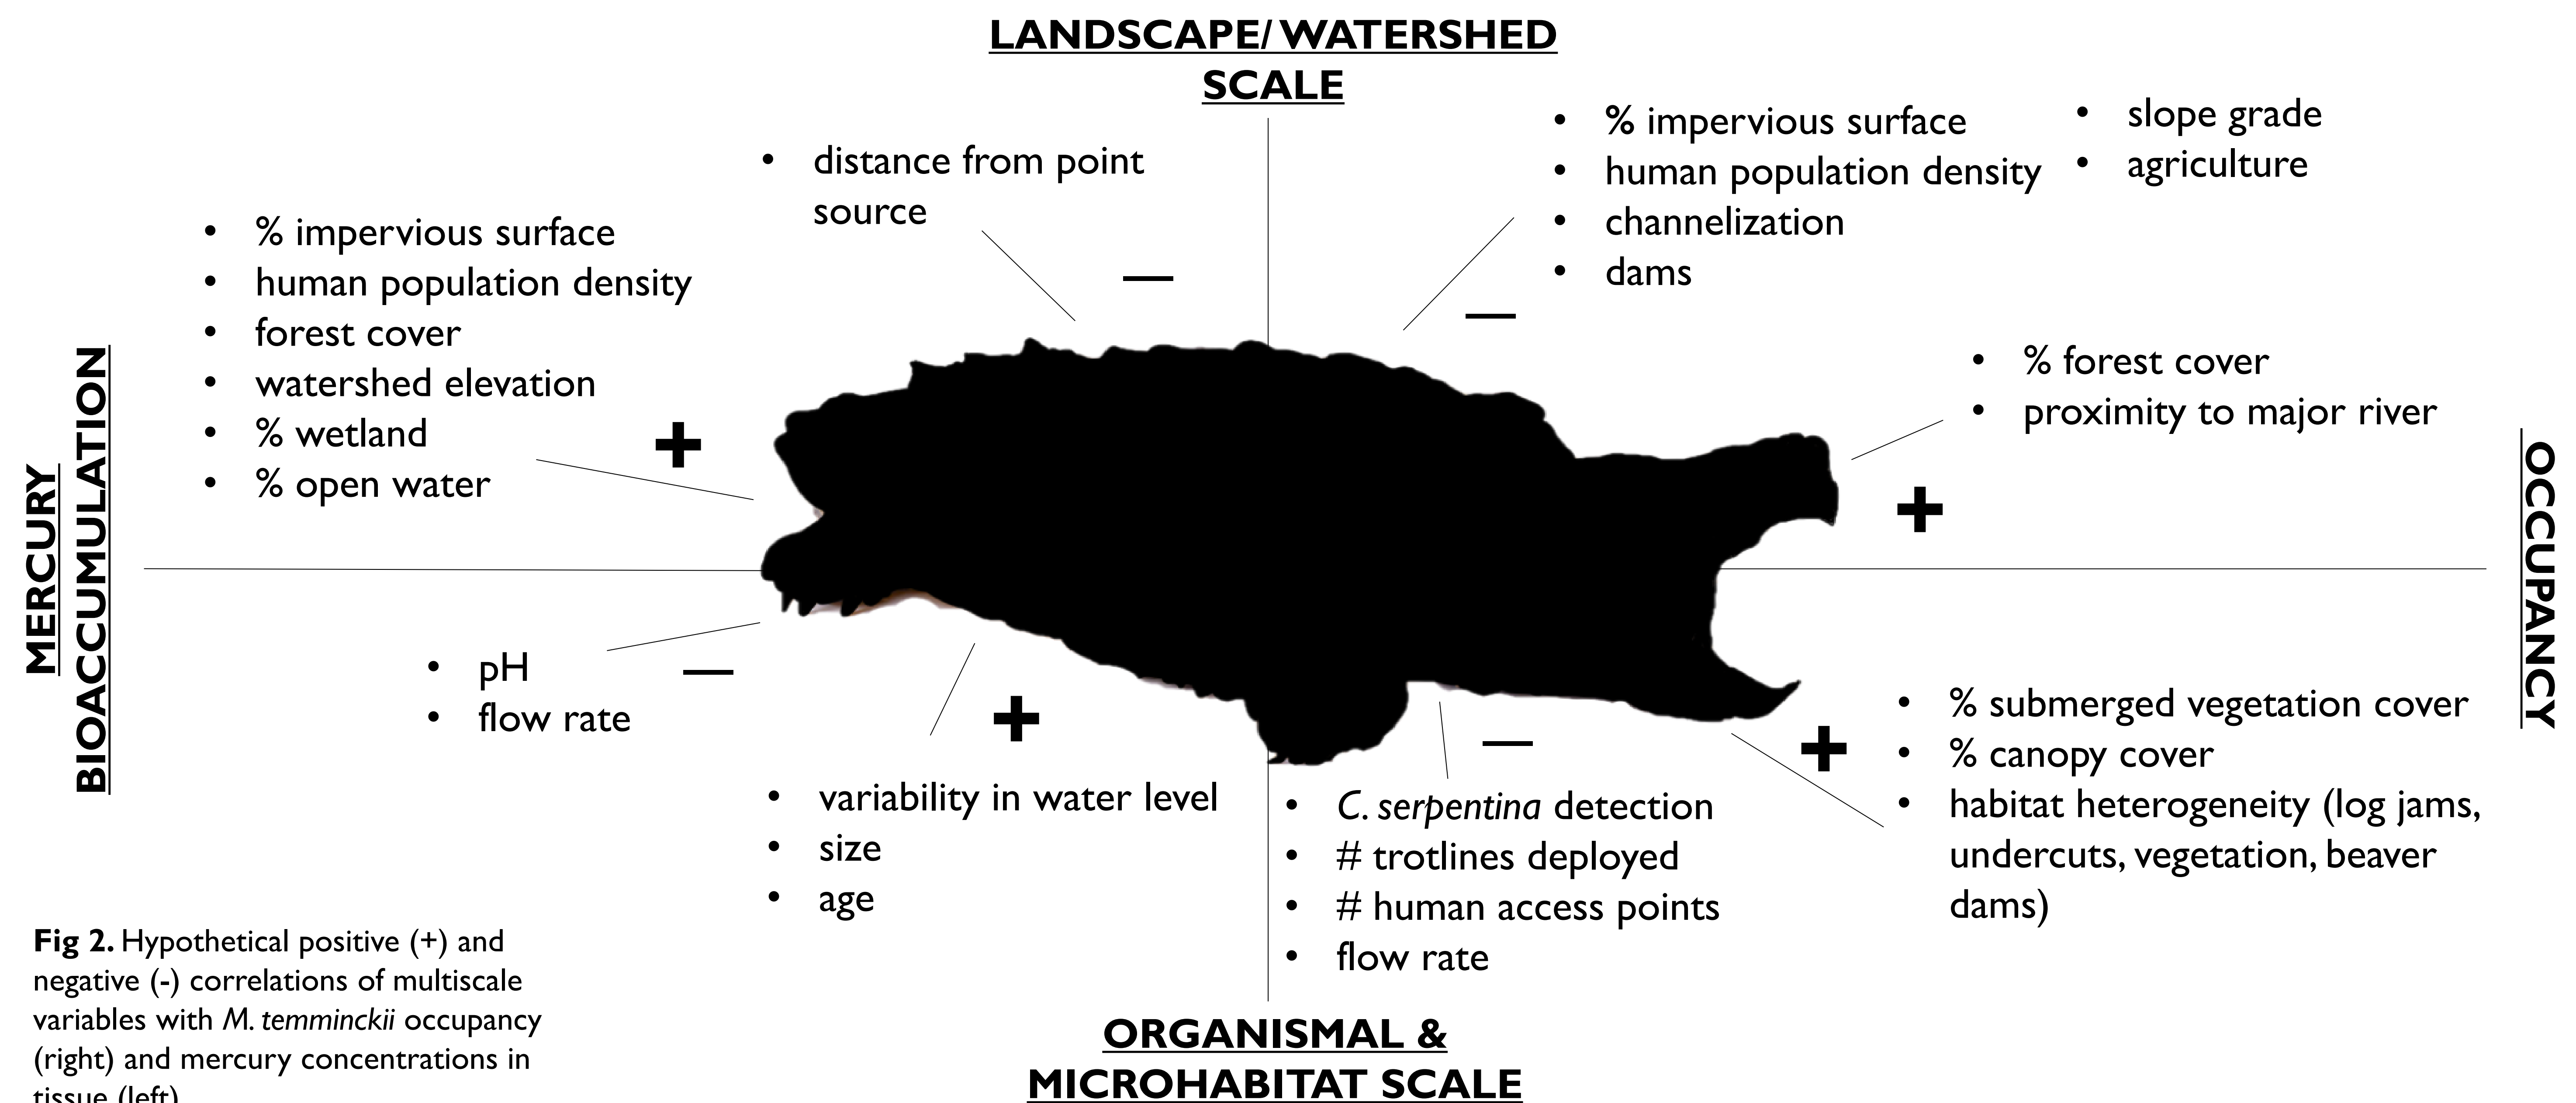 LANDSCAPE/ WATERSHED
SCALE
• distance from point
source
• % impervious surface
• human population density
• channelization
• dams
• slope grade
• agriculture
• % impervious surface
• human population density
• forest cover
• watershed elevation
• % wetland
• % open water
—
—
+
• % forest cover
• proximity to major river
+
MERCURY
BIOACCUMULATION
OCCUPANCY
• pH
• flow rate
—
+
• variability in water level
• size
• age
—
• C. serpentina detection
• # trotlines deployed
• # human access points
• flow rate
+
• % submerged vegetation cover
• % canopy cover
• habitat heterogeneity (log jams,
undercuts, vegetation, beaver
dams)
Fig 2. Hypothetical positive (+) and
negative (-) correlations of multiscale
variables with M. temminckii occupancy
(right) and mercury concentrations in
tissue (left)
ORGANISMAL &
MICROHABITAT SCALE